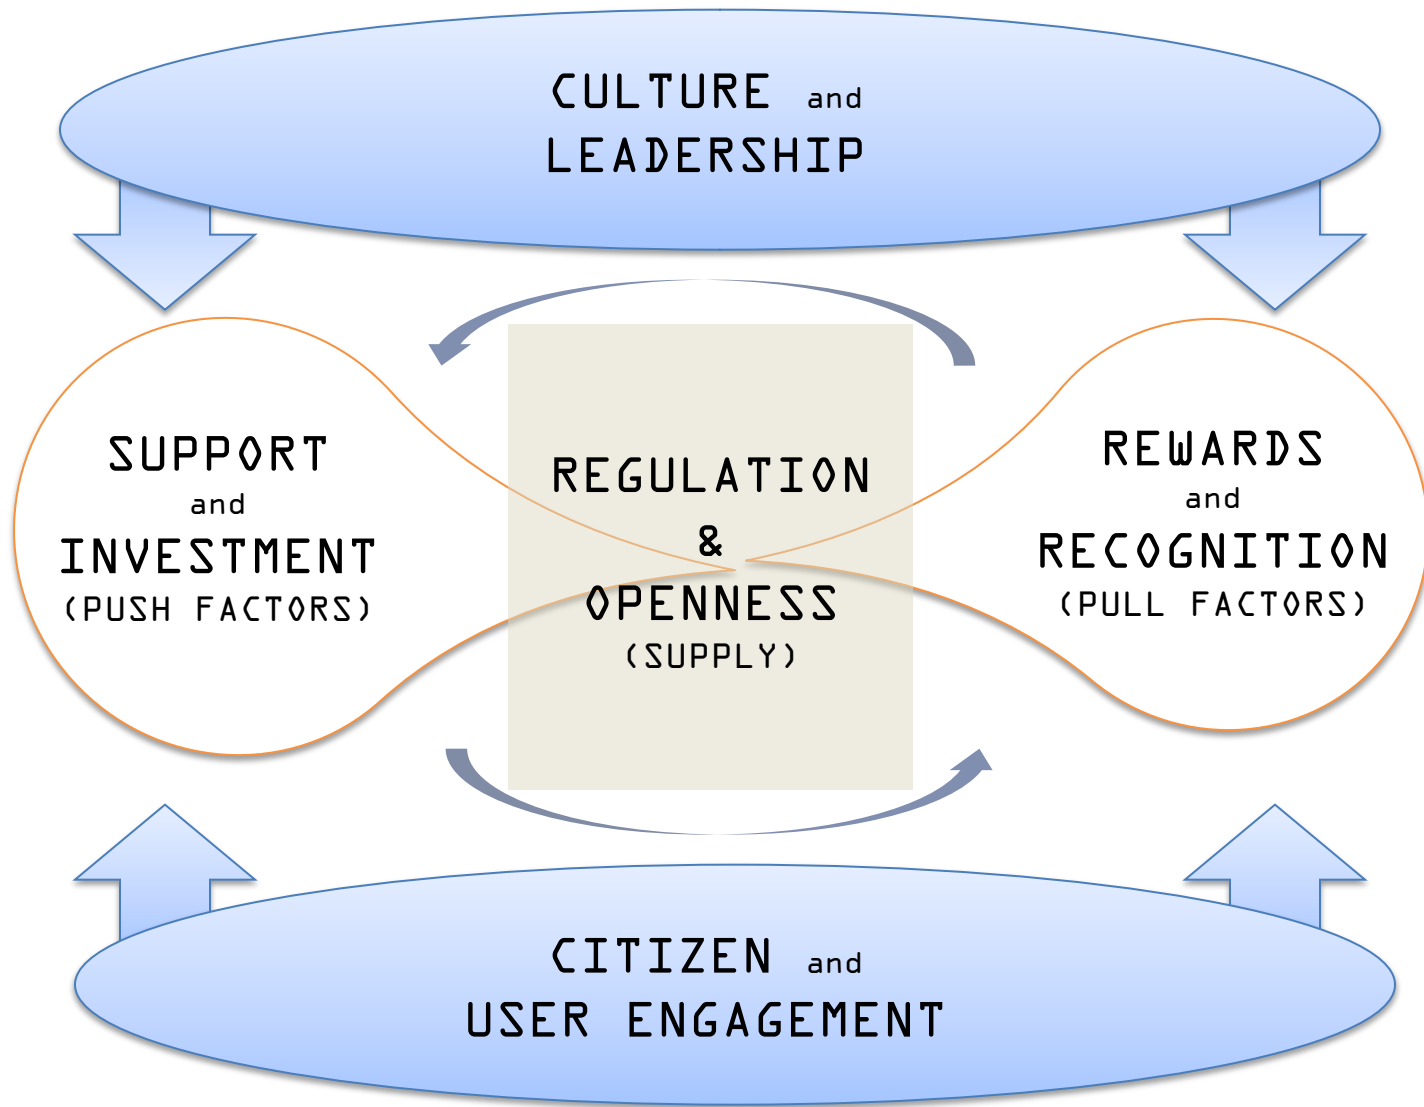 CULTURE and
LEADERSHIP
SUPPORT
and
INVESTMENT
(PUSH FACTORS)
REGULATION
&
OPENNESS
(SUPPLY)
REWARDS
and
RECOGNITION
(PULL FACTORS)
CITIZEN and
USER ENGAGEMENT